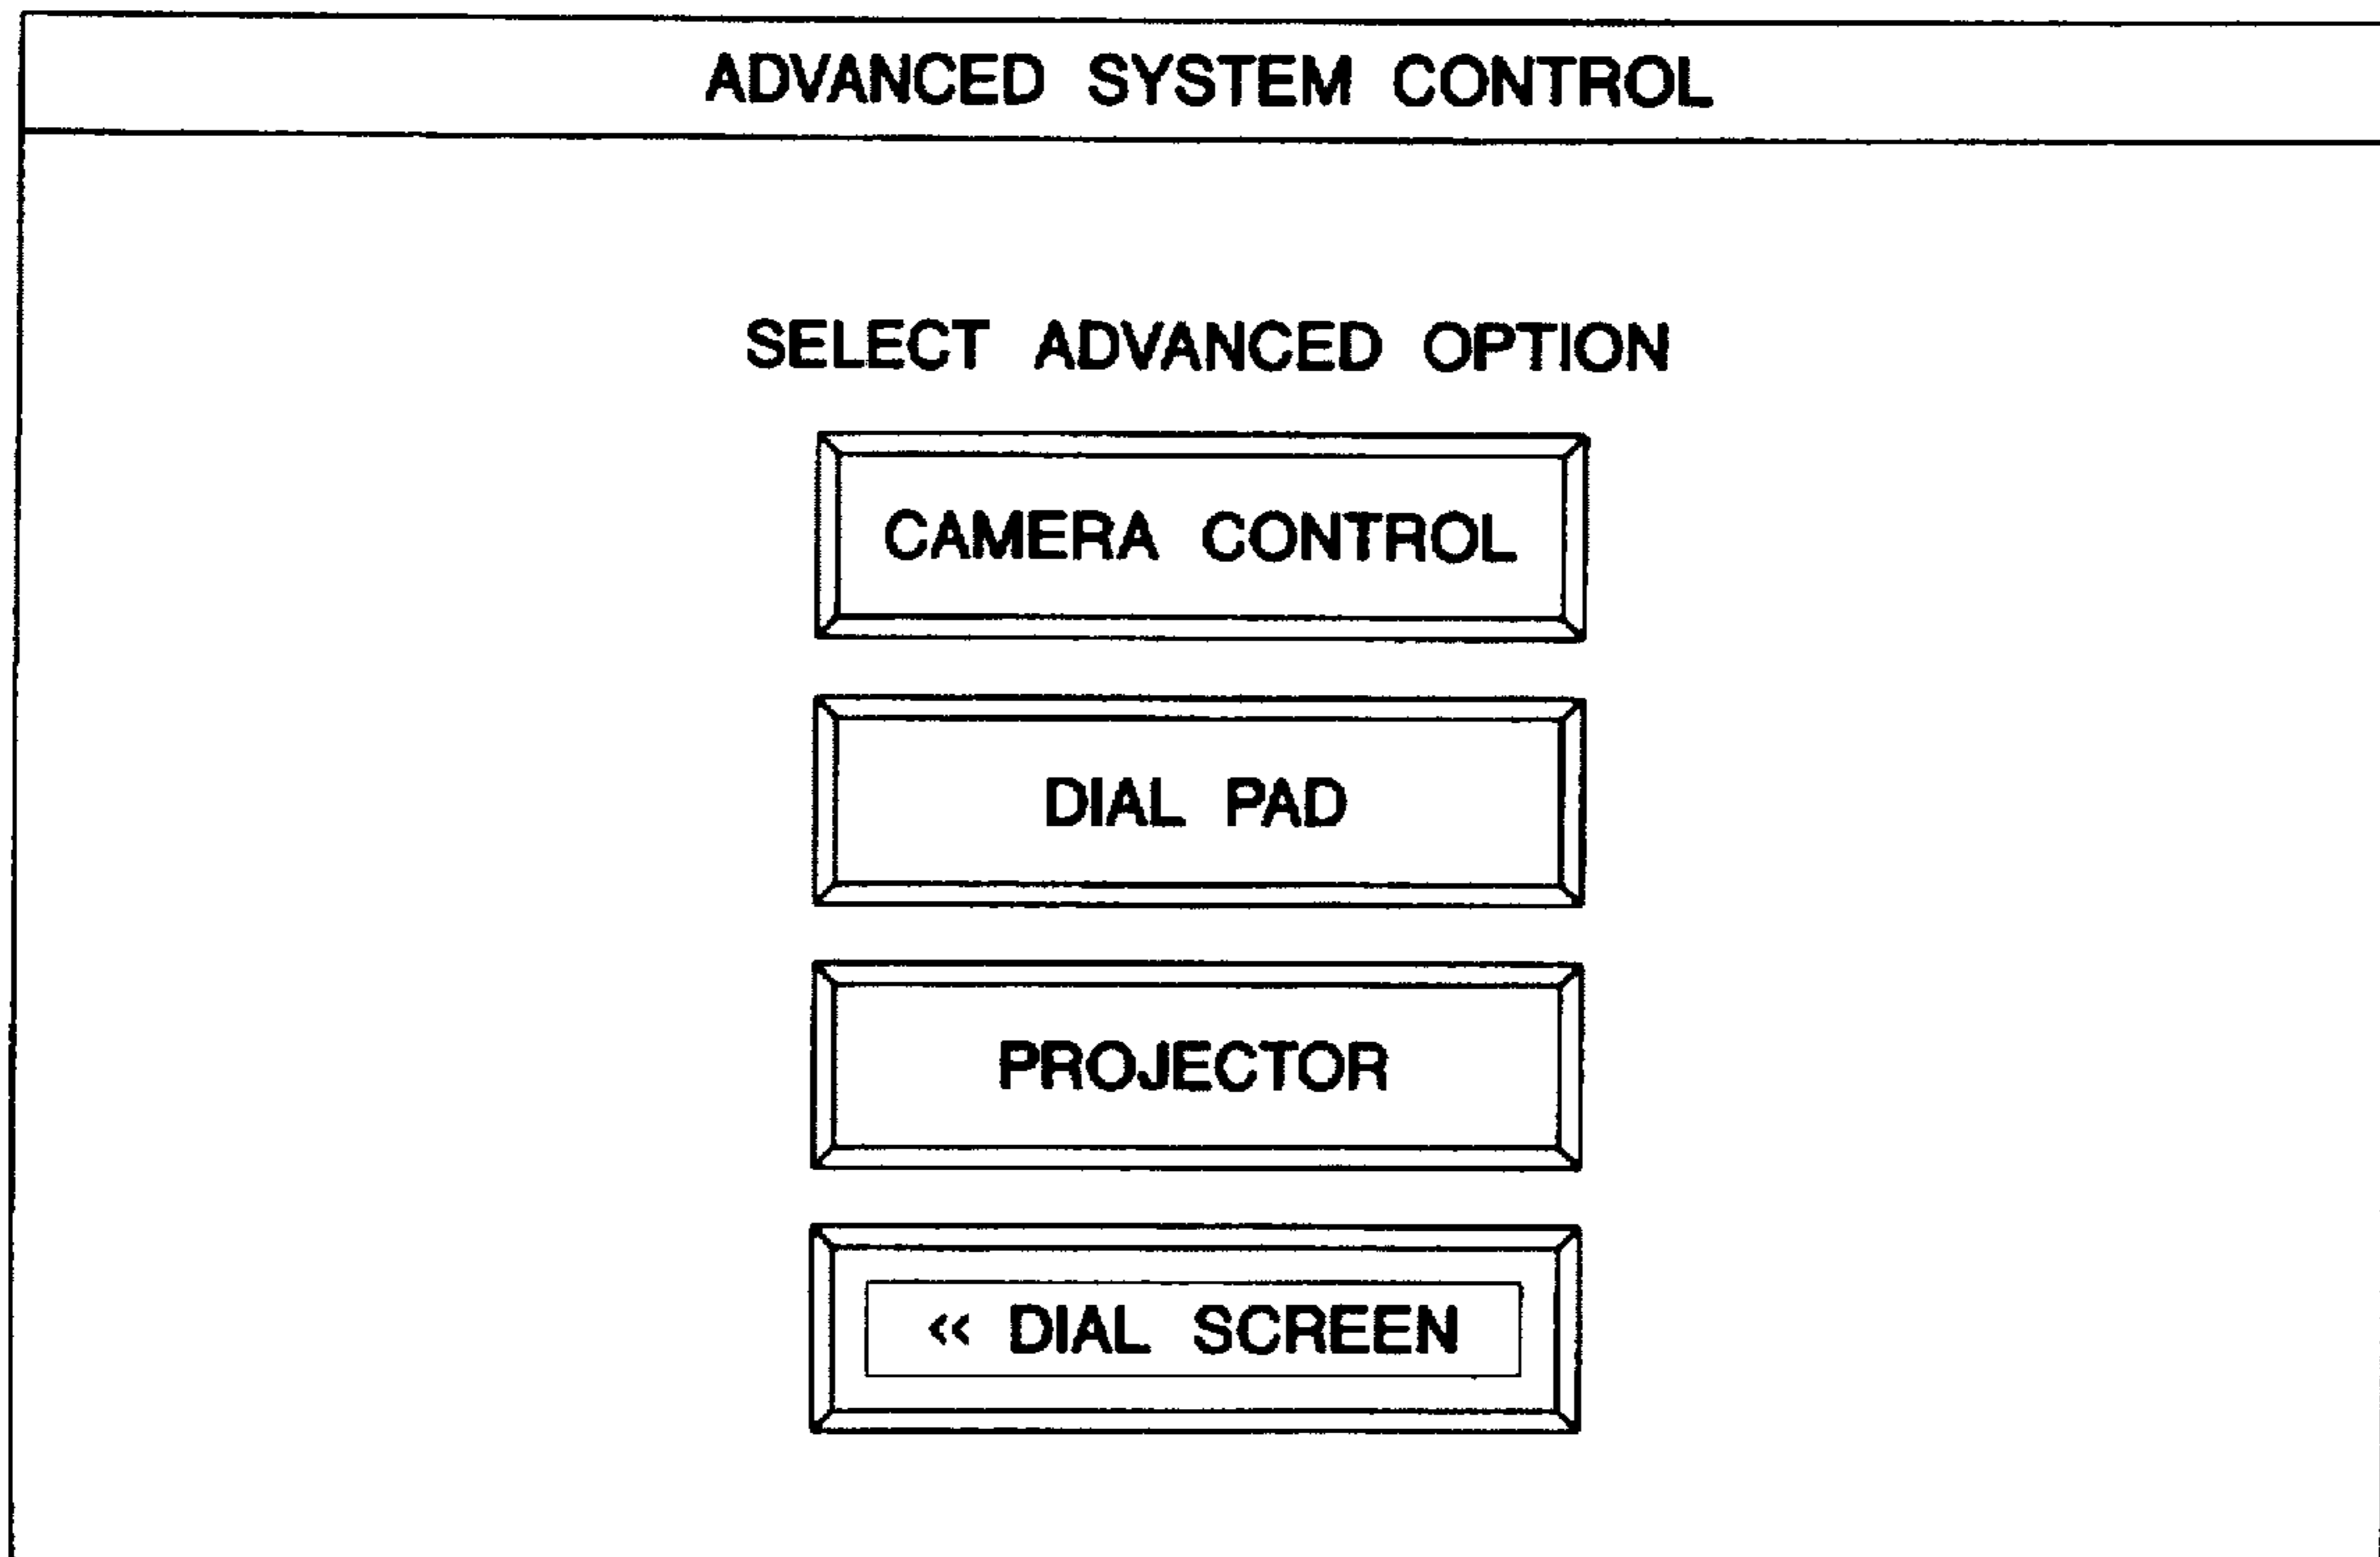 ADVANCED SYSTEM CONTROL
SELECT ADVANCED OPTION
CAMERA CONTROL
DIAL PAD
PROJECTOR
« DIAL SCREEN